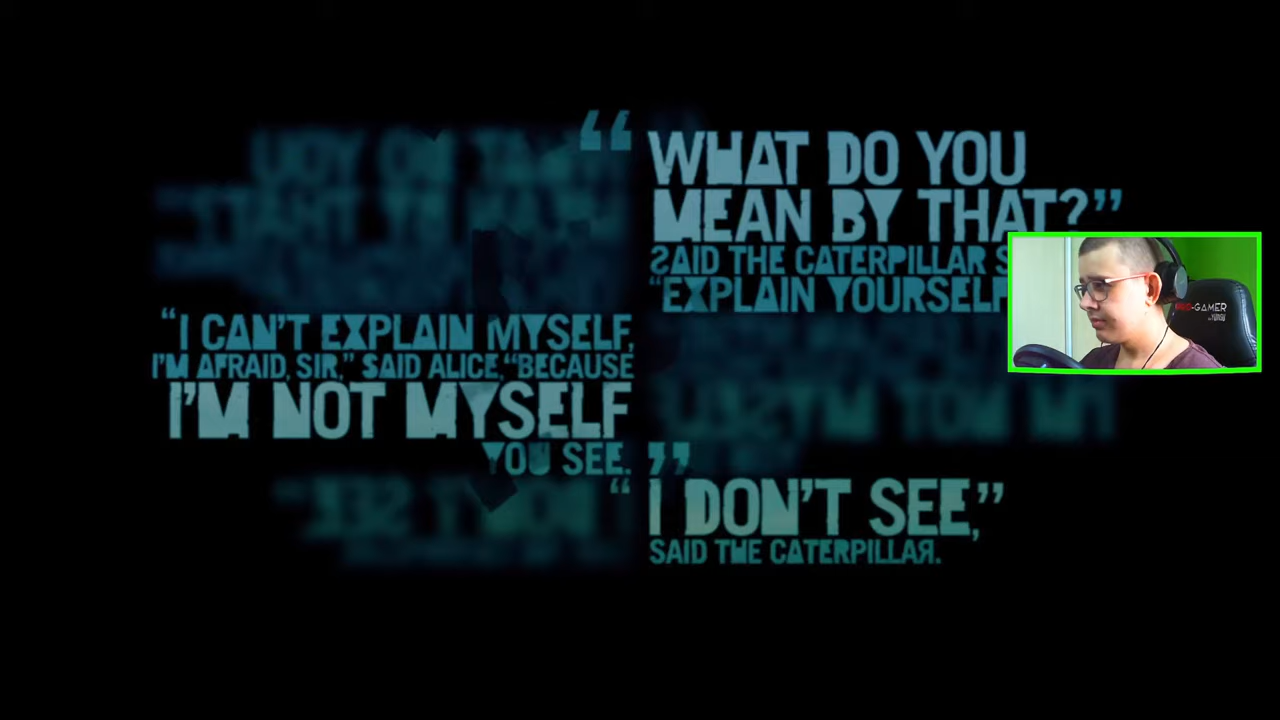 “WHAT DO YOU
MEAN BY THAT?”
SAID THE CATERPILLAR
“EXPLAIN YOURSELF
“I CAN’T EXPLAIN MYSELF,
I’M AFRAID, SIR,” SAID ALICE,“BECAUSE
I’M NOT MYSELF
YOU SEE.”
“I DON’T SEE,”
SAID THE CATERPILLAR.
PRO-GAMER